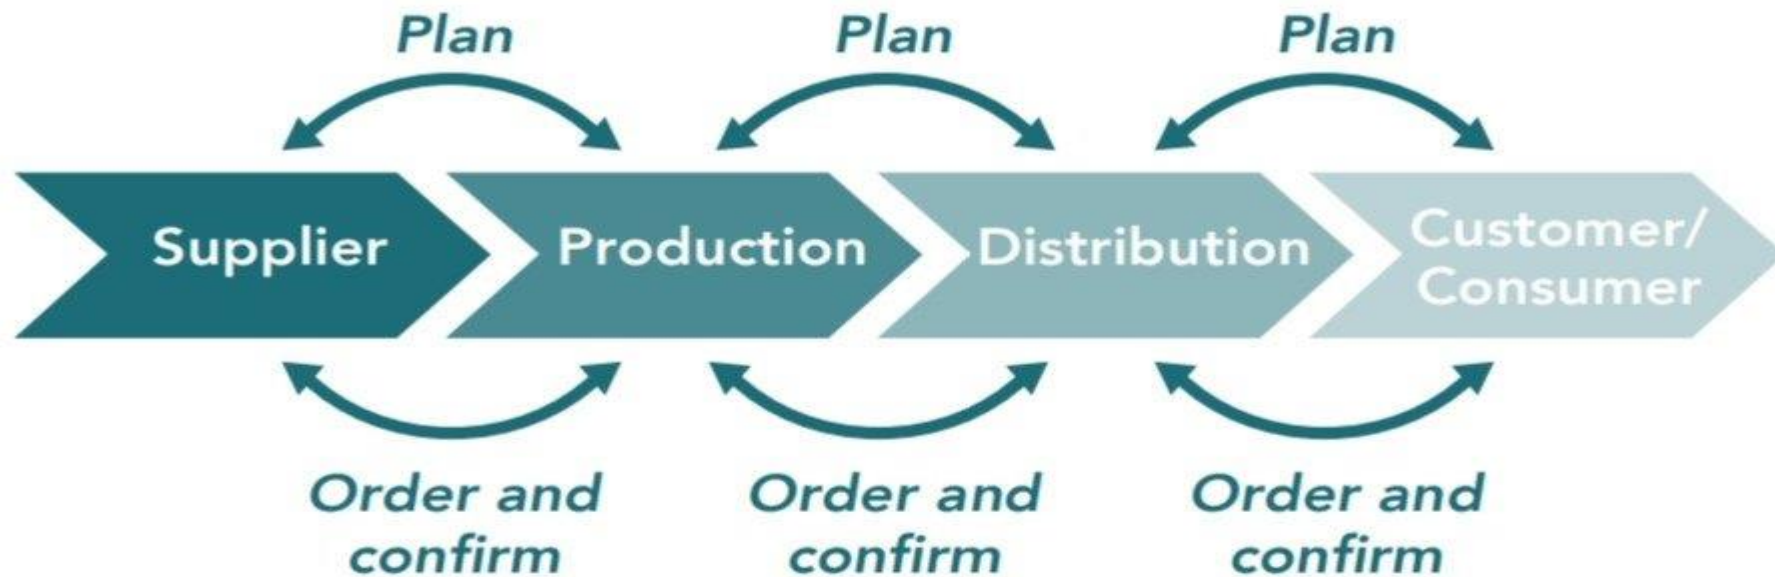 Plan
Plan
Plan
Supplier
Production
Distribution
Customer/
Consumer
Order and
confirm
Order and
confirm
Order and
confirm